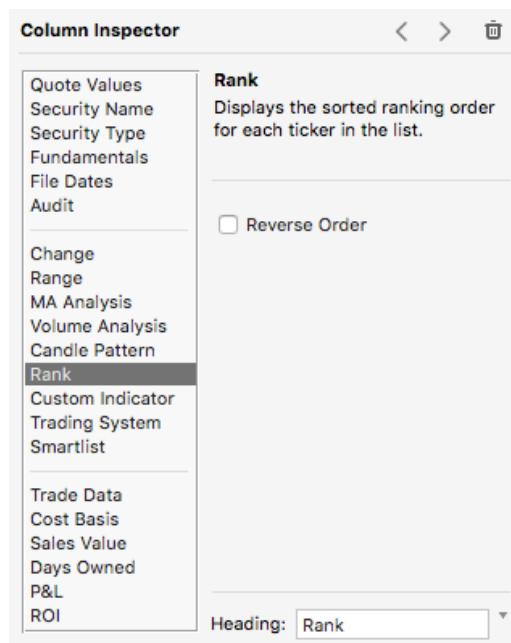 Column Inspector
Quote Values
Security Name
Security Type
Fundamentals
File Dates
Audit
Change
Range
MA Analysis
Volume Analysis
Candle Pattern
Rank
Custom Indicator
Trading System
Smartlist
Trade Data
Cost Basis
Sales Value
Days Owned
P&L
ROI
Rank
Displays the sorted ranking order
for each ticker in the list.
Reverse Order
Heading: Rank